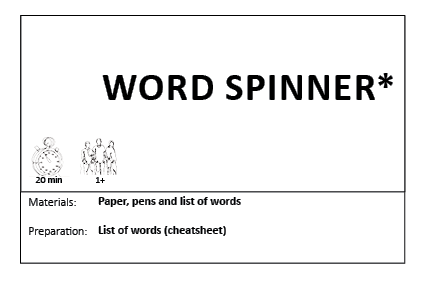 WORD SPINNER*
20 min 1+
Materials: Paper, pens and list of words
Preparation: List of words (cheatsheet)